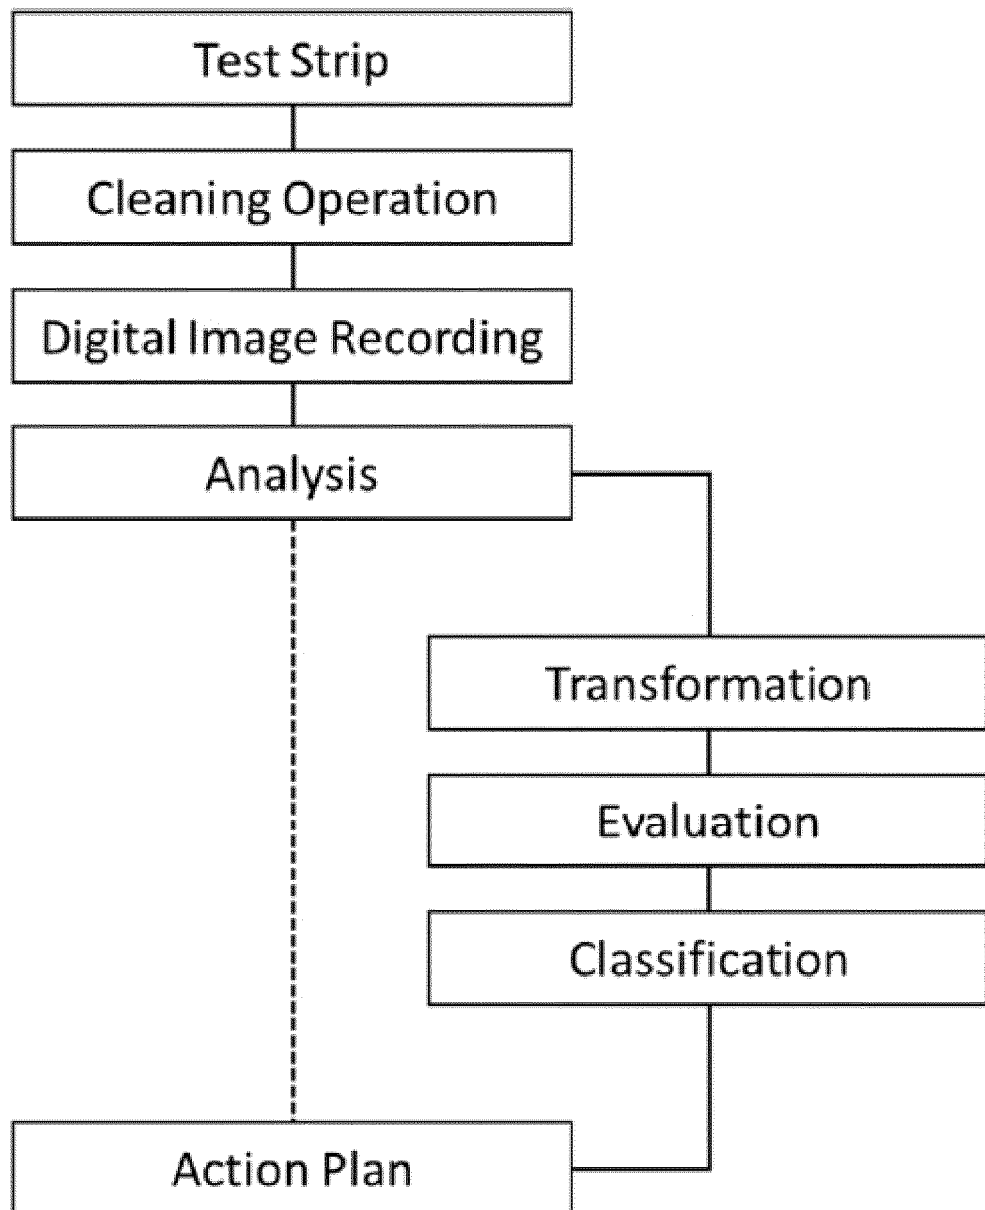 Test Strip
Cleaning Operation
Digital Image Recording
Analysis
Transformation
Evaluation
Classification
Action Plan